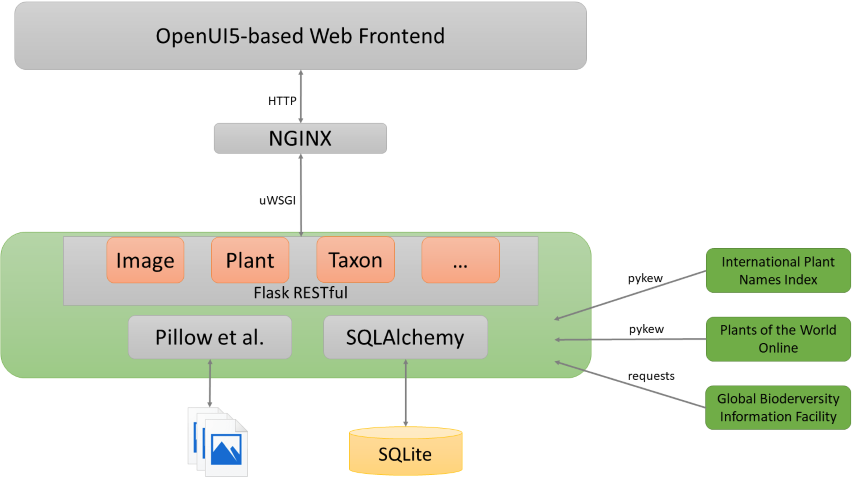 OpenUI5-based Web Frontend
HTTP
NGINX
uWSGI
Image
Plant
Taxon
...
Flask RESTful
Pillow et al.
SQLAlchemy
SQLite
pykew
International Plant
Names Index
pykew
Plants of the World
Online
requests
Global Bioderversity
Information Facility